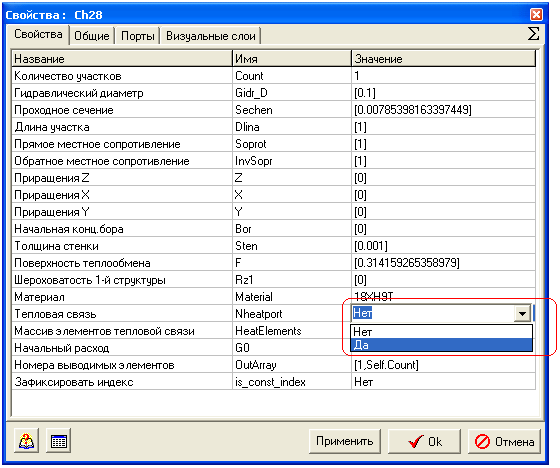 Свойства: Ch28
Свойства Общие Порты Визуальные слои Σ
Название Имя Значение
Количество участков Count 1
Гидравлический диаметр Gidr_D [0.1]
Проходное сечение Sechen [0.00785398163397449]
Длина участка Dlina [1]
Прямое местное сопротивление Soprot [1]
Обратное местное сопротивление InvSopr [1]
Приращения Z Z [0]
Приращения X X [0]
Приращения Y Y [0]
Начальная конц.бора Bor [0]
Толщина стенки Sten [0.001]
Поверхность теплообмена F [0.314159265358979]
Шероховатость 1-й структуры Rz1 [0]
Материал Material 18ХН9Т
Тепловая связь Nheatport Нет
Массив элементов тепловой связи HeatElements Нет
Начальный расход G0 Да
Номера выводимых элементов OutArray [1,Self.Count]
Зафиксировать индекс is_const_index Нет
Применить Ok Отмена